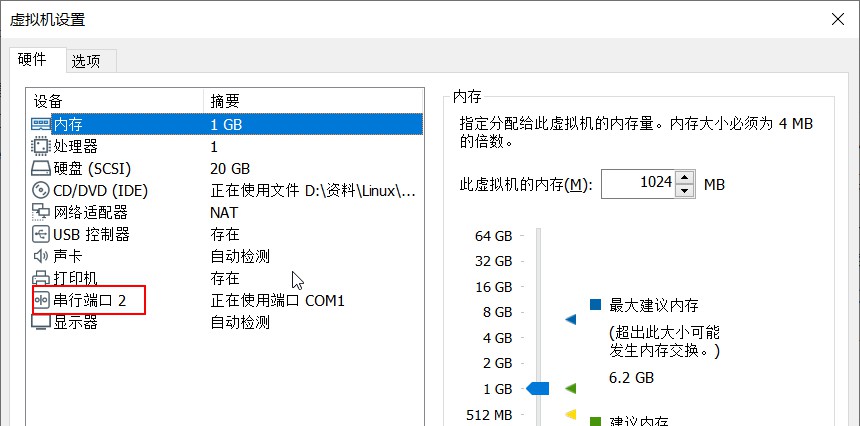 虚拟机设置
硬件 选项
设备 摘要
内存 1 GB
处理器 1
硬盘 (SCSI) 20 GB
CD/DVD (IDE) 正在使用文件 D:\资料\Linux\...
网络适配器 NAT
USB 控制器 存在
声卡 自动检测
打印机 存在
串行端口 2 正在使用端口 COM1
显示器 自动检测
内存
指定分配给此虚拟机的内存量。内存大小必须为 4 MB
的倍数。
此虚拟机的内存(M): 1024 MB
64 GB
32 GB
16 GB
8 GB
4 GB
2 GB
1 GB
512 MB
最大建议内存
(超出此大小可能
发生内存交换。)
6.2 GB
建议内存